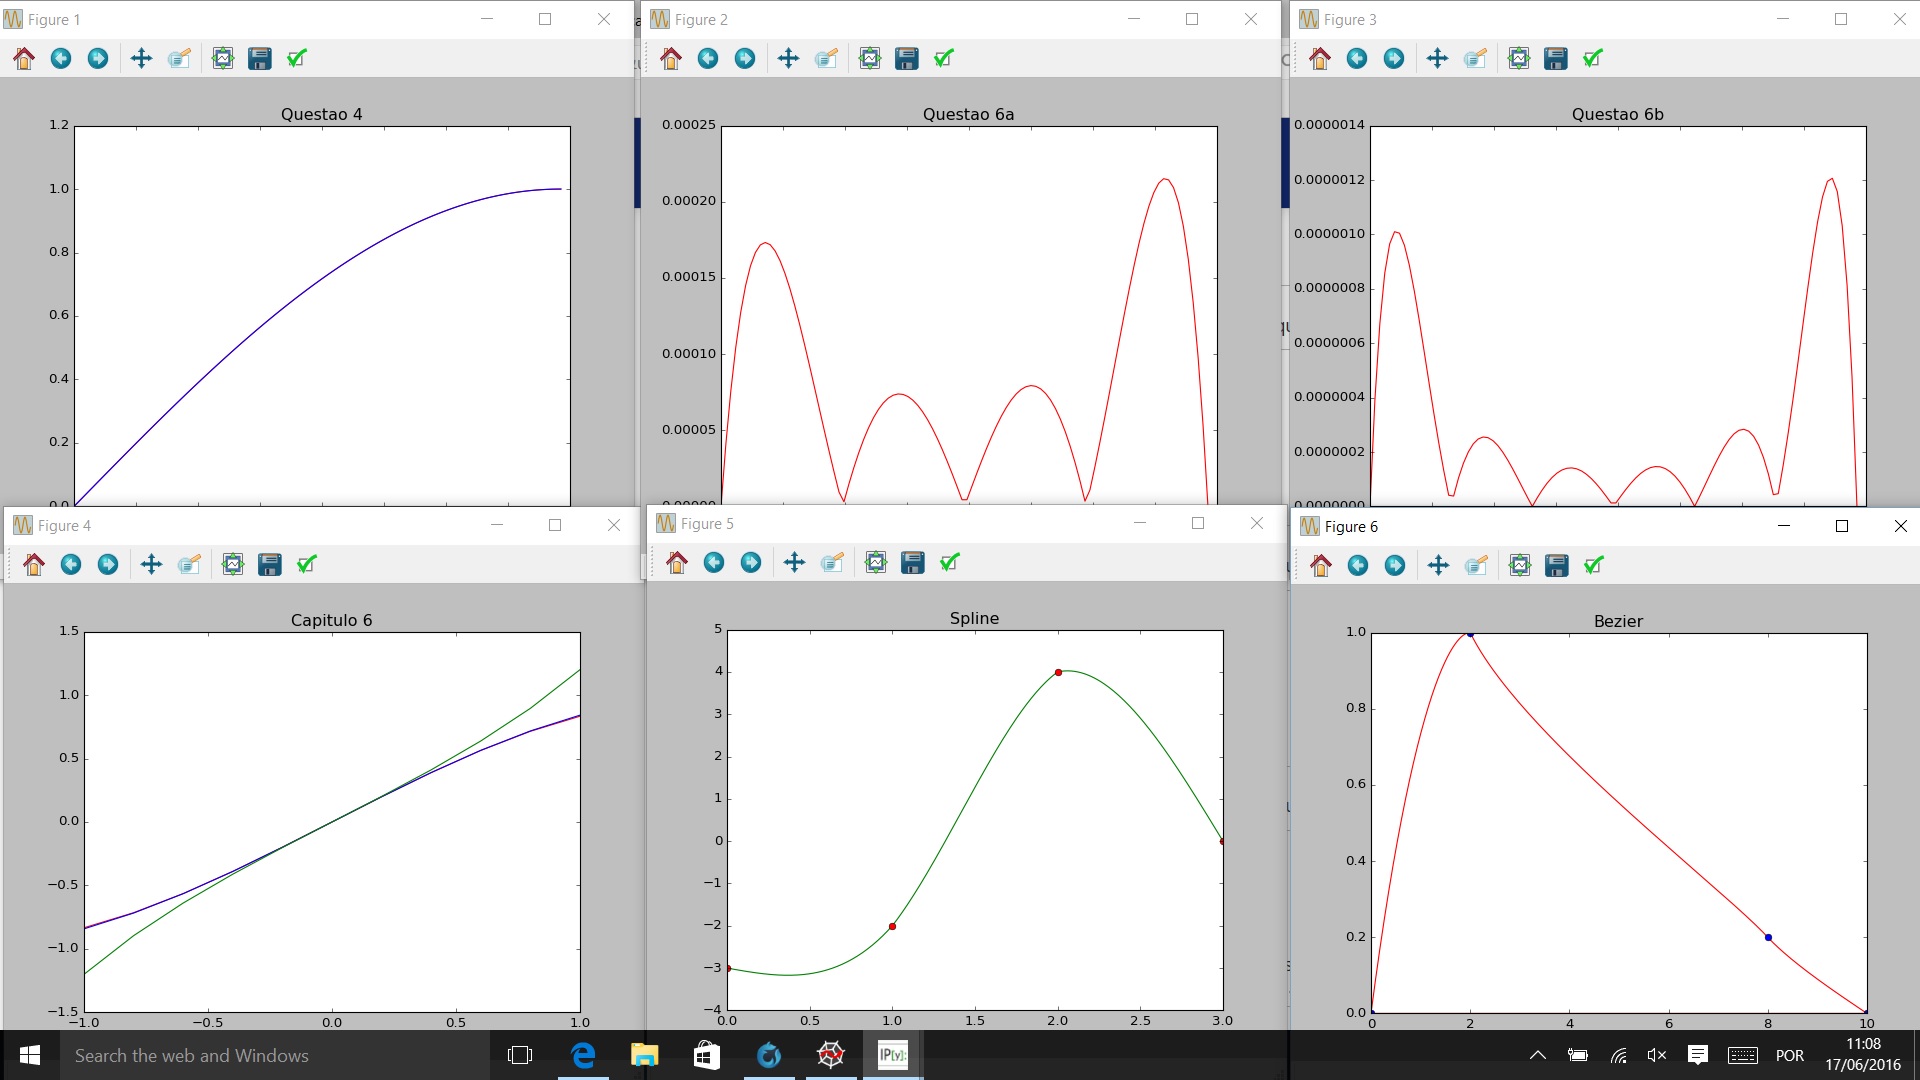 Figure 1
Questao 4
1.2
1.0
0.8
0.6
0.4
0.2
0.0
Figure 2
Questao 6a
0.00025
0.00020
0.00015
0.00010
0.00005
0.00000
Figure 3
Questao 6b
0.0000014
0.0000012
0.0000010
0.0000008
0.0000006
0.0000004
0.0000002
0.0000000
Figure 4
Capitulo 6
1.5
1.0
0.5
0.0
−0.5
−1.0
−1.5
−1.0 −0.5 0.0 0.5 1.0
Figure 5
Spline
5
4
3
2
1
0
−1
−2
−3
−4
0.0 0.5 1.0 1.5 2.0 2.5 3.0
Figure 6
Bezier
1.0
0.8
0.6
0.4
0.2
0.0
0 2 4 6 8 10
Search the web and Windows
IP[y]:
POR
11:08
17/06/2016